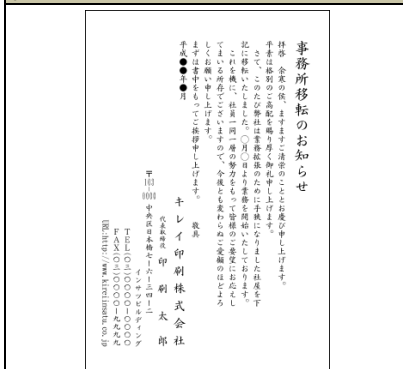 事務所移転のお知らせ
拝啓　余寒の候、ますますご清栄のこととお慶び申し上げます。
平素は格別のご高配を賜り厚く御礼申し上げます。
さて、このたび弊社は業務拡張のために手狭になりました社屋を下
記に移転いたしました。〇月〇日より業務を開始いたしております。
これを機に、社員一同一層の努力をもって皆様のご要望にお応えし
てまいる所存でございますので、今後とも変わらぬご愛顧のほどよろ
しくお願い申し上げます。
まずは書中をもってご挨拶申し上げます。　敬具
平成●●年●月
キレイ印刷株式会社
代表取締役　印刷太郎
〒103-0000　中央区日本橋七ー六ー三四ー二
インサツビルディング
TEL(〇三)〇〇〇〇ー〇〇〇〇
FAX(〇三)〇〇〇〇ー九九九九
URL:http://www.kireiinsatu.co.jp